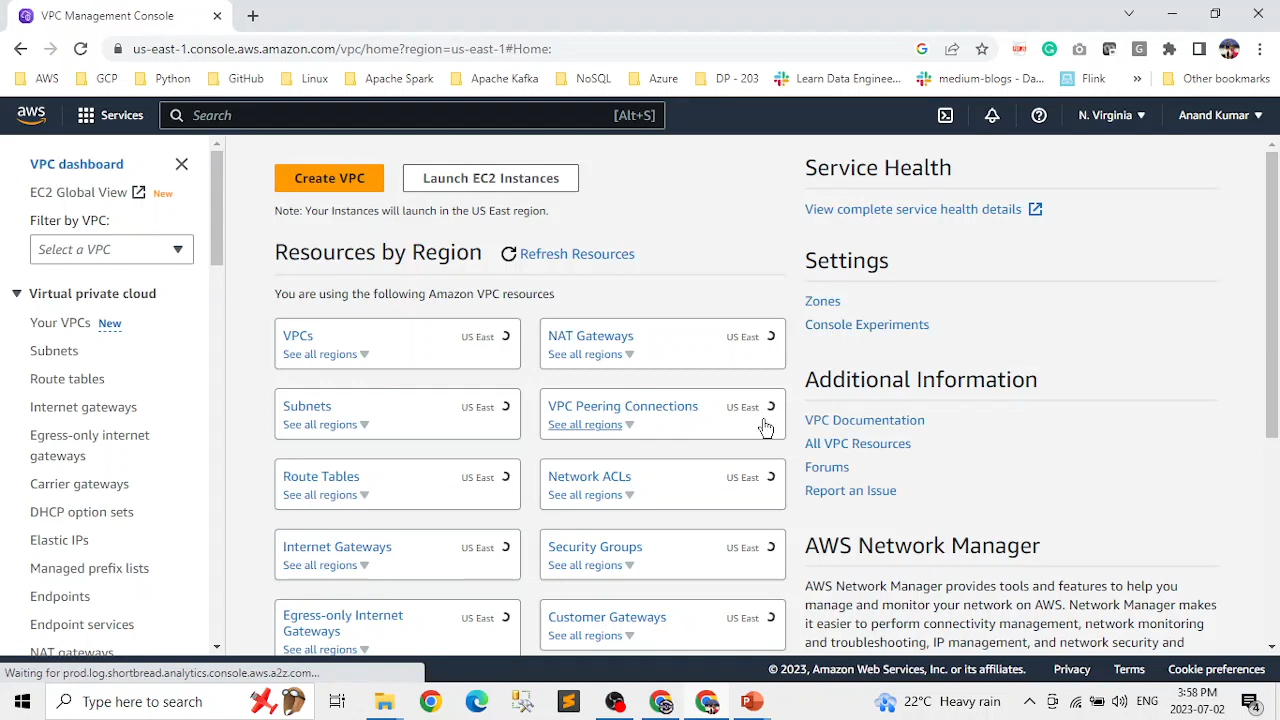 VPC Management Console
us-east-1.console.aws.amazon.com/vpc/home?region=us-east-1#Home:
AWS GCP Python GitHub Linux Apache Spark Apache Kafka NoSQL Azure DP - 203 Learn Data Enginee... medium-blogs - Da... Flink » Other bookmarks
aws Services Search [Alt+S] N. Virginia Anand Kumar
VPC dashboard
EC2 Global View New
Filter by VPC:
Select a VPC
Virtual private cloud
Your VPCs New
Subnets
Route tables
Internet gateways
Egress-only internet
gateways
Carrier gateways
DHCP option sets
Elastic IPs
Managed prefix lists
Endpoints
Endpoint services
NAT gateways
Create VPC Launch EC2 Instances
Note: Your Instances will launch in the US East region.
Resources by Region Refresh Resources
You are using the following Amazon VPC resources
VPCs US East
See all regions
NAT Gateways US East
See all regions
Subnets US East
See all regions
VPC Peering Connections US East
See all regions
Route Tables US East
See all regions
Network ACLs US East
See all regions
Internet Gateways US East
See all regions
Security Groups US East
See all regions
Egress-only Internet US East
Gateways
See all regions
Customer Gateways US East
See all regions
Service Health
View complete service health details
Settings
Zones
Console Experiments
Additional Information
VPC Documentation
All VPC Resources
Forums
Report an Issue
AWS Network Manager
AWS Network Manager provides tools and features to help you
manage and monitor your network on AWS. Network Manager makes
it easier to perform connectivity management, network monitoring
and troubleshooting, IP management, and network security and
Waiting for prod.log.shortbread.analytics.console.aws.a2z.com...
© 2023, Amazon Web Services, Inc. or its affiliates. Privacy Terms Cookie preferences
Type here to search
22°C Heavy rain
ENG
3:58 PM
2023-07-02
4